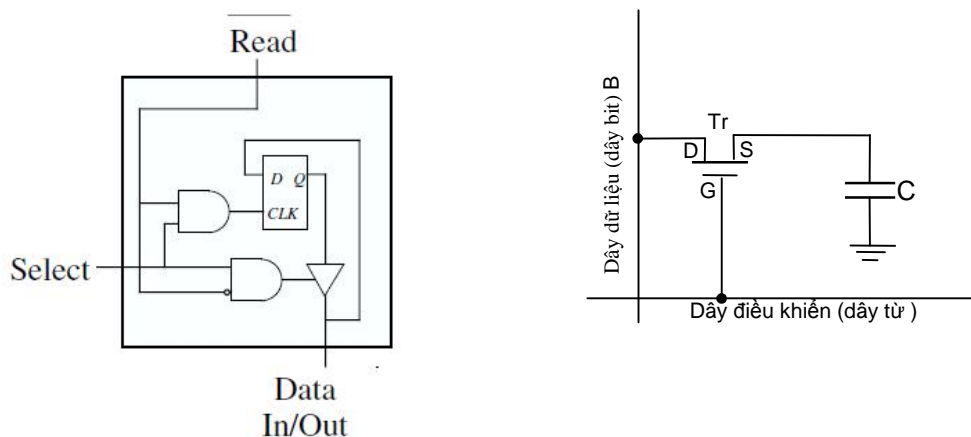 Read
D Q
CLK
Select
Data
In/Out
Dây dữ liệu (dây bit) B
Tr
D S
G
C
Dây điều khiển (dây từ )